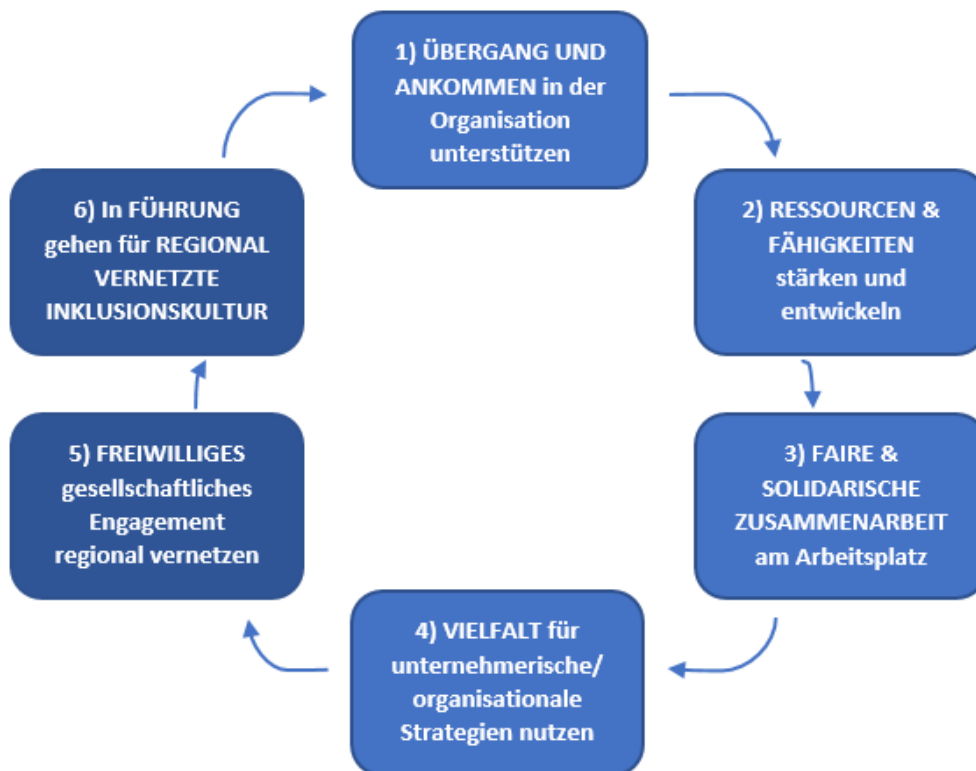 1) ÜBERGANG UND
ANKOMMEN in der
Organisation
unterstützen
2) RESSOURCEN &
FÄHIGKEITEN
stärken und
entwickeln
3) FAIRE &
SOLIDARISCHE
ZUSAMMENARBEIT
am Arbeitsplatz
4) VIELFALT für
unternehmerische/
organisationale
Strategien nutzen
5) FREIWILLIGES
gesellschaftliches
Engagement
regional vernetzen
6) In FÜHRUNG
gehen für REGIONAL
VERNETZTE
INKLUSIONSKULTUR